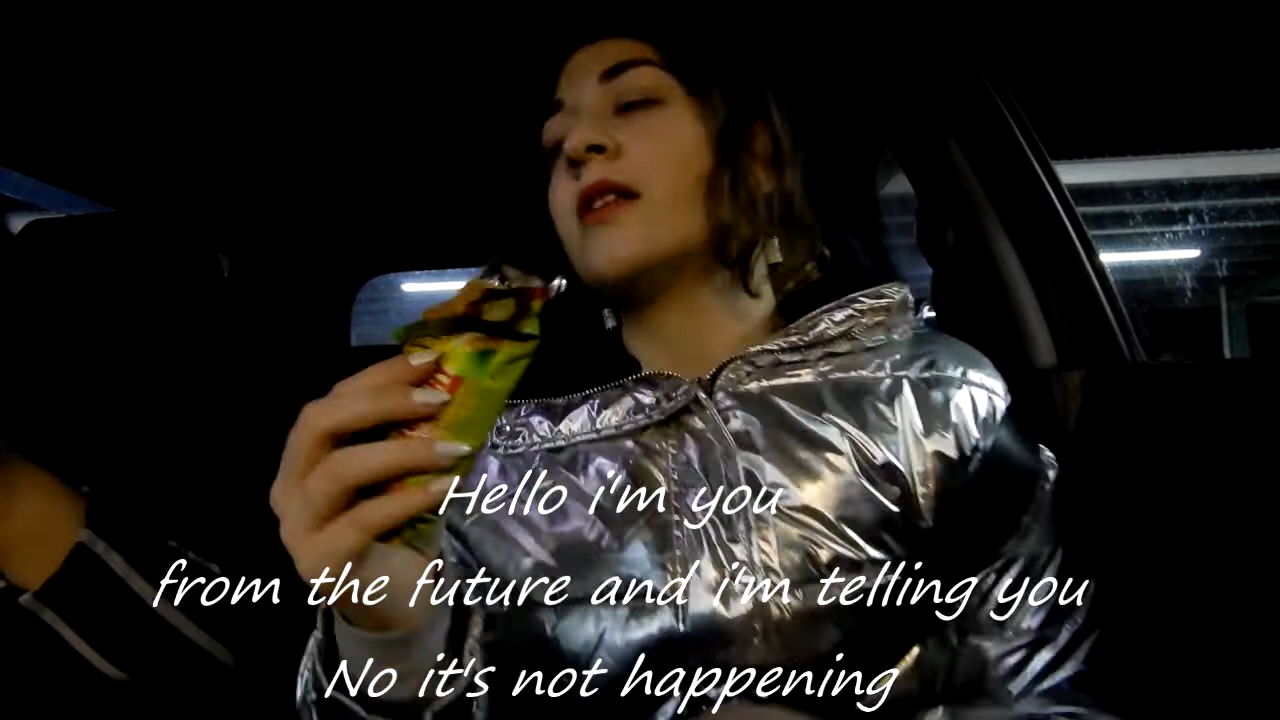 Hello i'm you
from the future and i'm telling you
No it's not happening